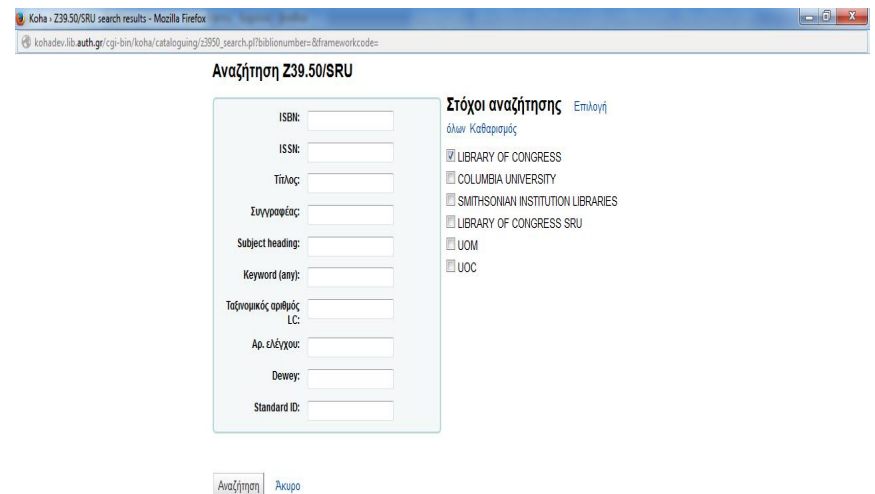 Koha › Z39.50/SRU search results - Mozilla Firefox
kohadev.lib.auth.gr/cgi-bin/koha/cataloguing/z3950_search.pl?biblionumber=&frameworkcode=
Αναζήτηση Z39.50/SRU
ISBN:
ISSN:
Τίτλος:
Συγγραφέας:
Subject heading:
Keyword (any):
Ταξινομικός αριθμός
LC:
Αρ. ελέγχου:
Dewey:
Standard ID:
Στόχοι αναζήτησης Επιλογή
όλων Καθαρισμός
LIBRARY OF CONGRESS
COLUMBIA UNIVERSITY
SMITHSONIAN INSTITUTION LIBRARIES
LIBRARY OF CONGRESS SRU
UOM
UOC
Αναζήτηση Άκυρο